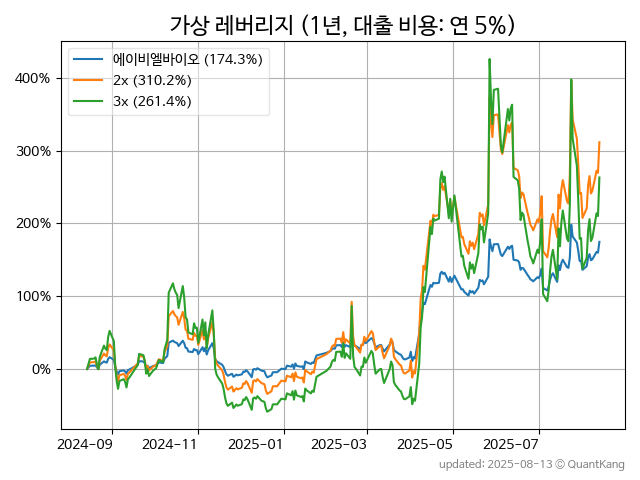 가상 레버리지 (1년, 대출 비용: 연 5%)
에이비엘바이오 (174.3%)
2x (310.2%)
3x (261.4%)
400%
300%
200%
100%
0%
2024-09
2024-11
2025-01
2025-03
2025-05
2025-07
updated: 2025-08-13 © QuantKang